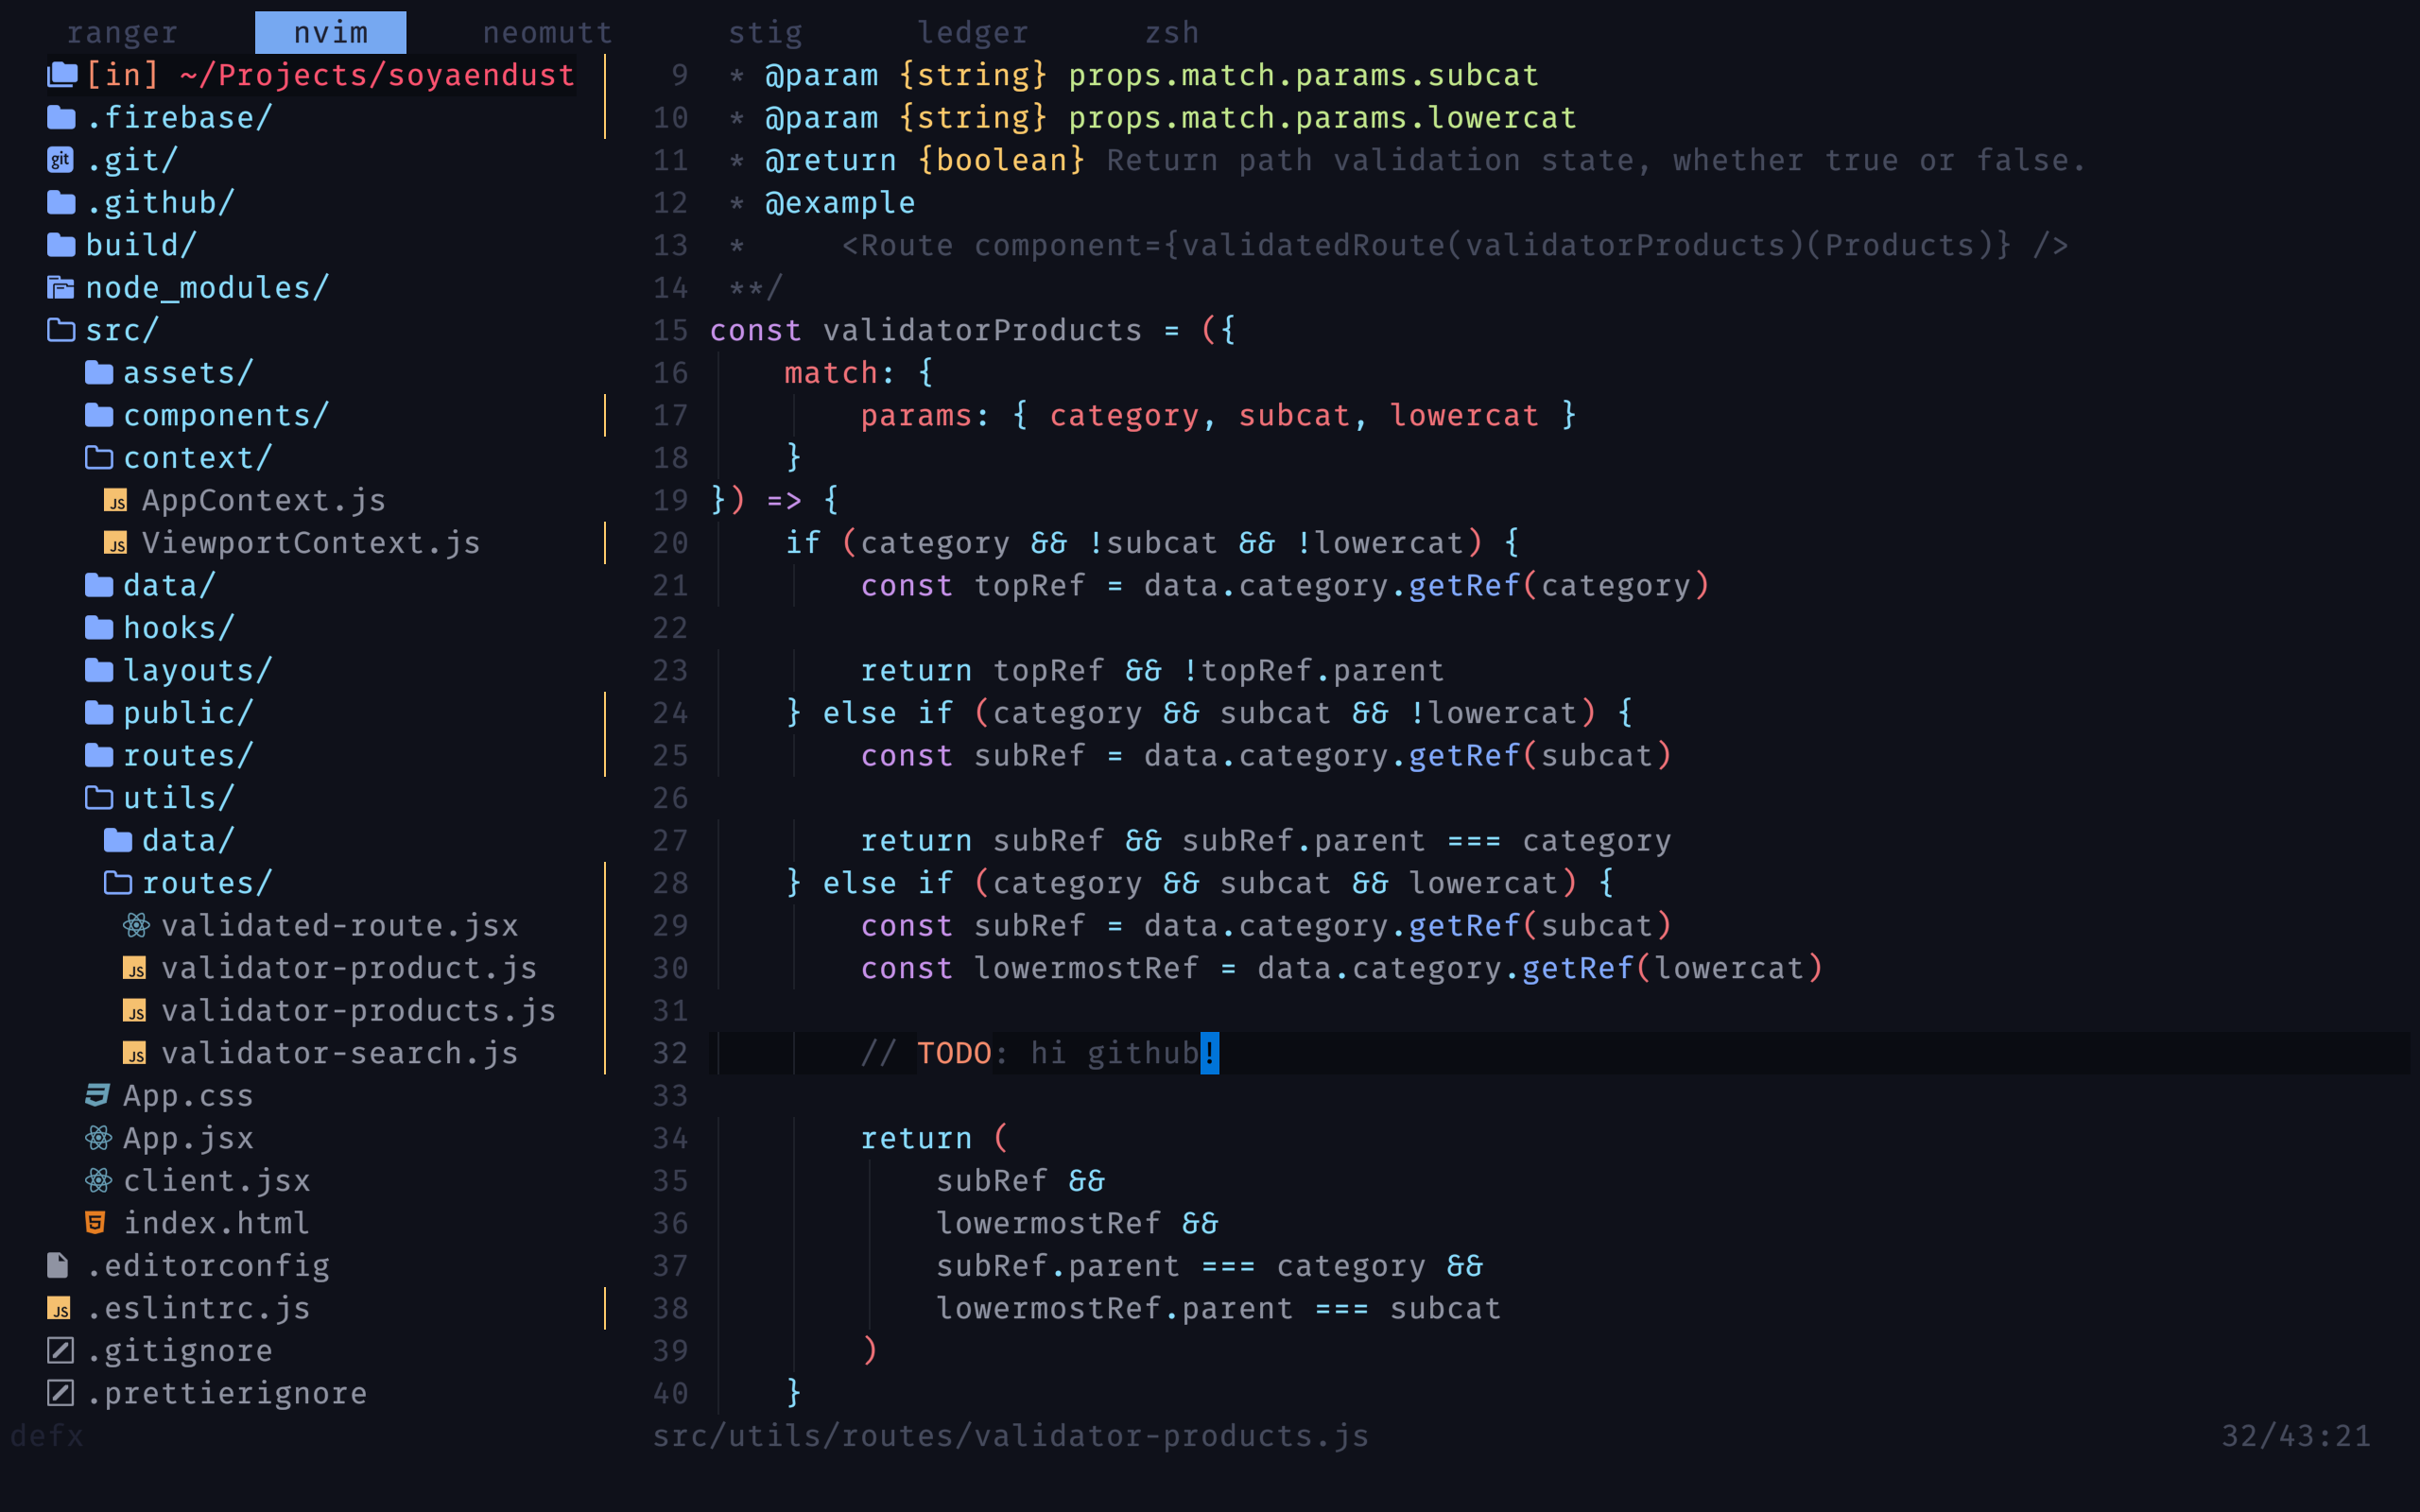 ranger nvim neomutt stig ledger zsh
[in] ~/Projects/soyaendust
.firebase/
git .git/
.github/
build/
node_modules/
src/
assets/
components/
context/
JS AppContext.js
JS ViewportContext.js
data/
hooks/
layouts/
public/
routes/
utils/
data/
routes/
validated-route.jsx
JS validator-product.js
JS validator-products.js
JS validator-search.js
App.css
App.jsx
client.jsx
index.html
.editorconfig
JS .eslintrc.js
.gitignore
.prettierignore
defx
9 * @param {string} props.match.params.subcat
10 * @param {string} props.match.params.lowercat
11 * @return {boolean} Return path validation state, whether true or false.
12 * @example
13 *     <Route component={validatedRoute(validatorProducts)(Products)} />
14 **/
15 const validatorProducts = ({
16     match: {
17         params: { category, subcat, lowercat }
18     }
19 }) => {
20     if (category && !subcat && !lowercat) {
21         const topRef = data.category.getRef(category)
22
23         return topRef && !topRef.parent
24     } else if (category && subcat && !lowercat) {
25         const subRef = data.category.getRef(subcat)
26
27         return subRef && subRef.parent === category
28     } else if (category && subcat && lowercat) {
29         const subRef = data.category.getRef(subcat)
30         const lowermostRef = data.category.getRef(lowercat)
31
32         // TODO: hi github!
33
34         return (
35             subRef &&
36             lowermostRef &&
37             subRef.parent === category &&
38             lowermostRef.parent === subcat
39         )
40     }
src/utils/routes/validator-products.js 32/43:21